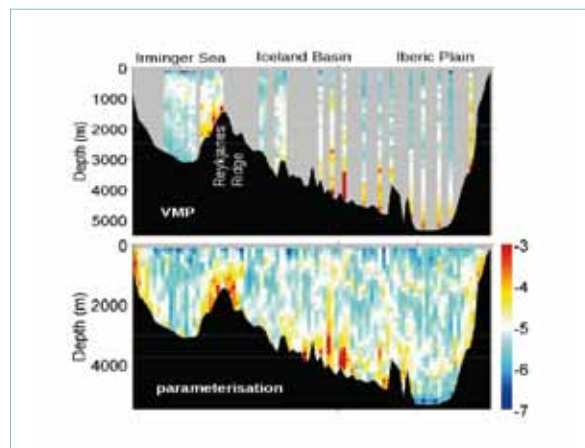 Irminger Sea Iceland Basin Iberic Plain
0
1000
2000
3000
4000
5000
Depth (m)
Reykjanes
Ridge
VMP
0
2000
4000
Depth (m)
parameterisation
-3
-4
-5
-6
-7